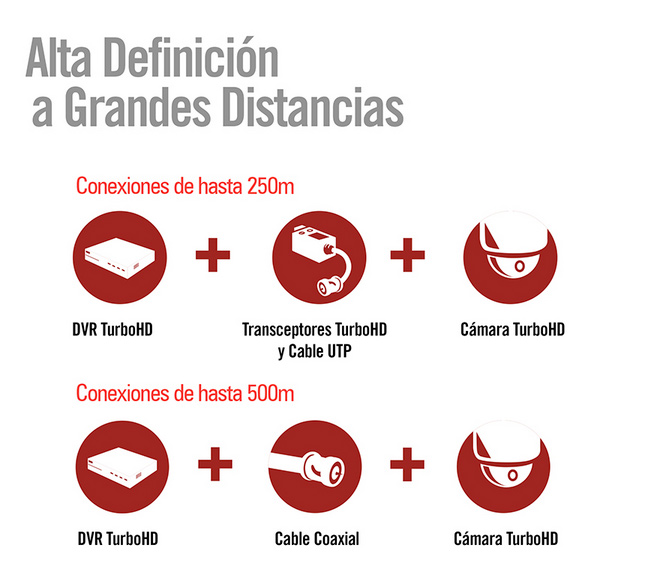 Alta Definición
a Grandes Distancias
Conexiones de hasta 250m
DVR TurboHD
Transceptores TurboHD
y Cable UTP
Cámara TurboHD
Conexiones de hasta 500m
DVR TurboHD
Cable Coaxial
Cámara TurboHD